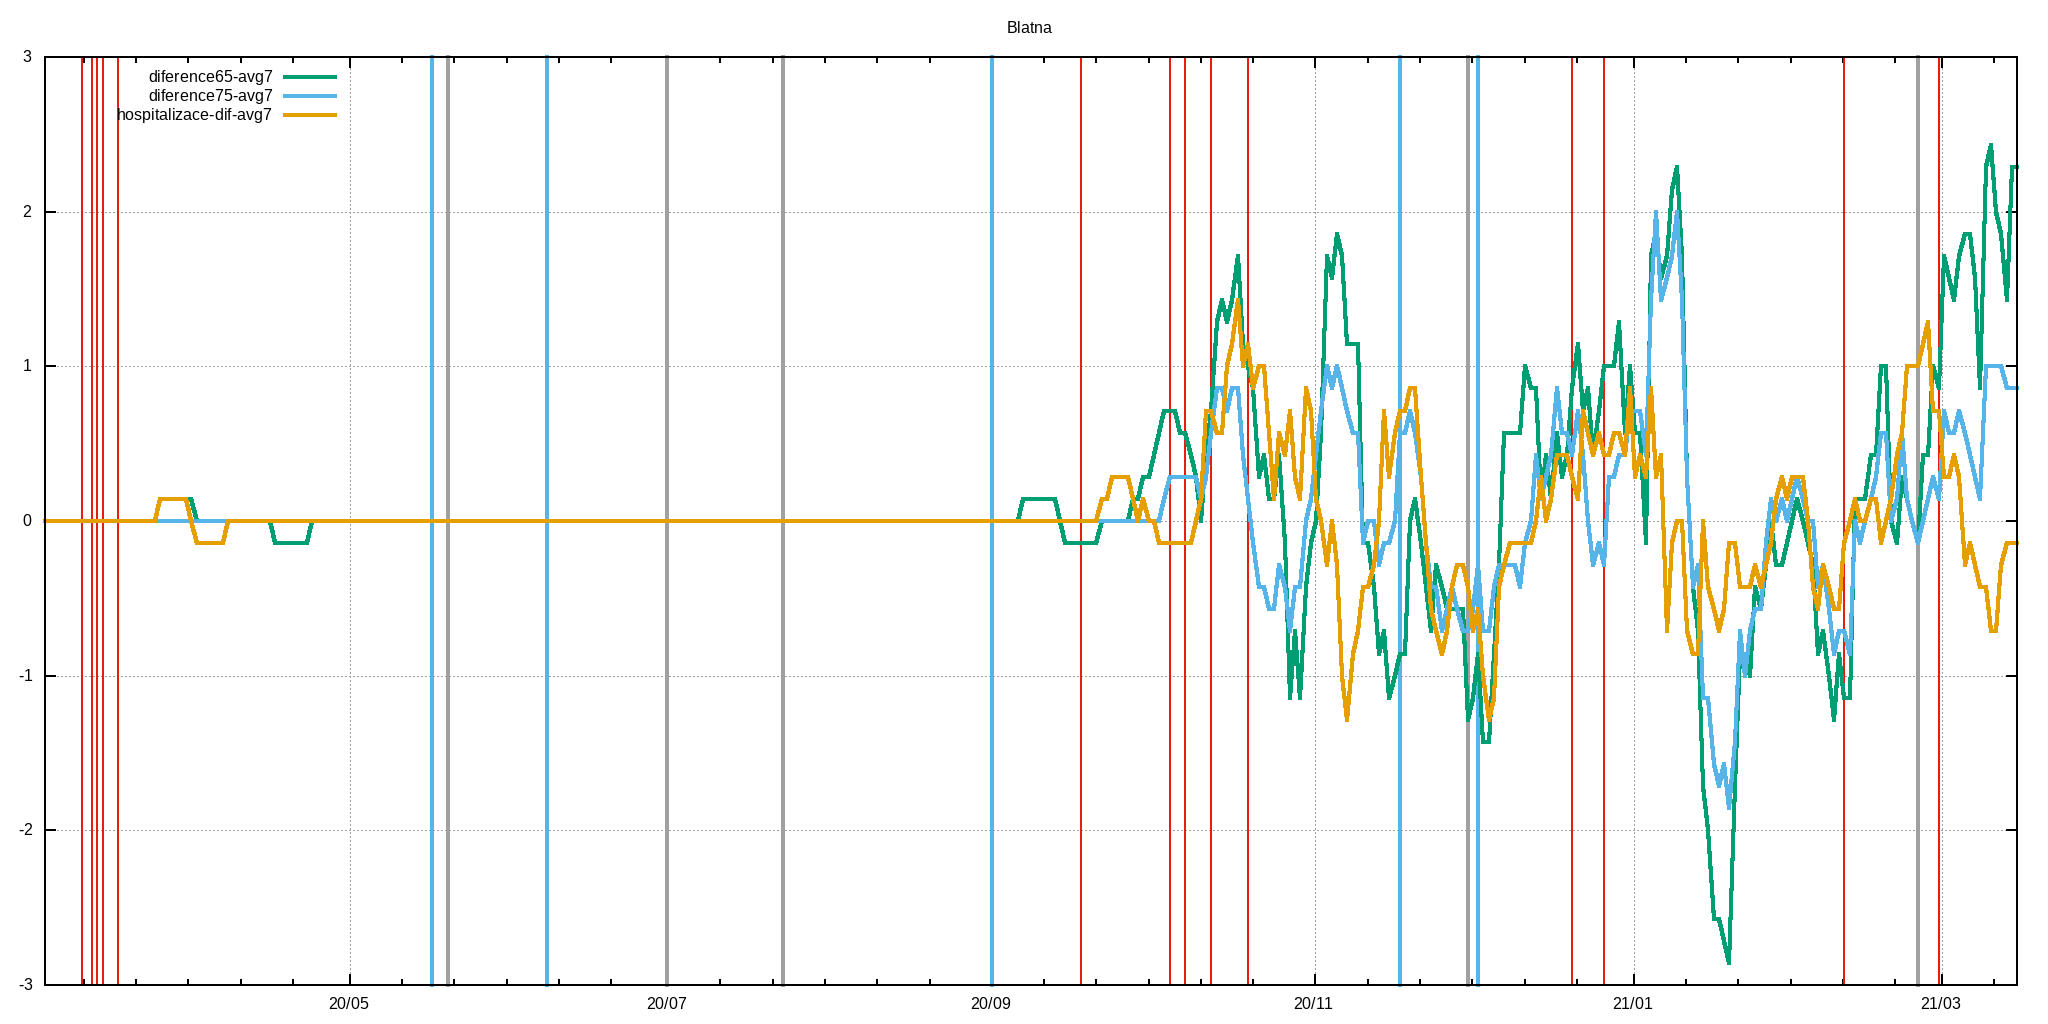 Blatna
3
diference65-avg7
diference75-avg7
hospitalizace-dif-avg7
2
1
0
-1
-2
-3
20/05 20/07 20/09 20/11 21/01 21/03